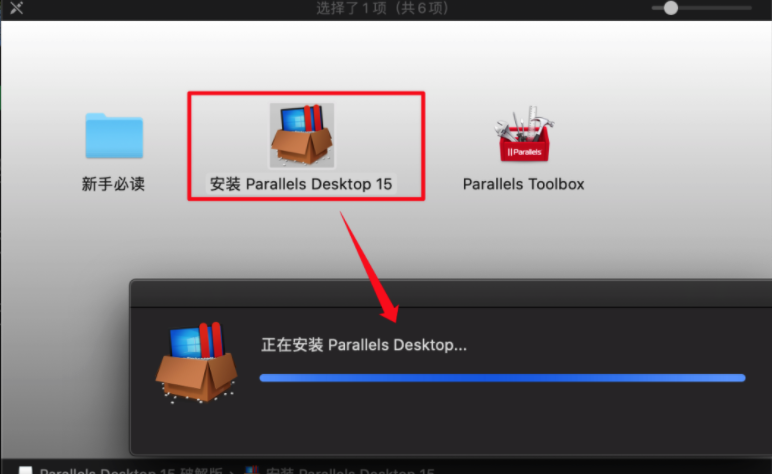 选择了1项（共6项）
新手必读
安装 Parallels Desktop 15
Parallels
Parallels Toolbox
正在安装 Parallels Desktop...
Parallels Desktop 15 破解版 › 安装 Parallels Desktop 15